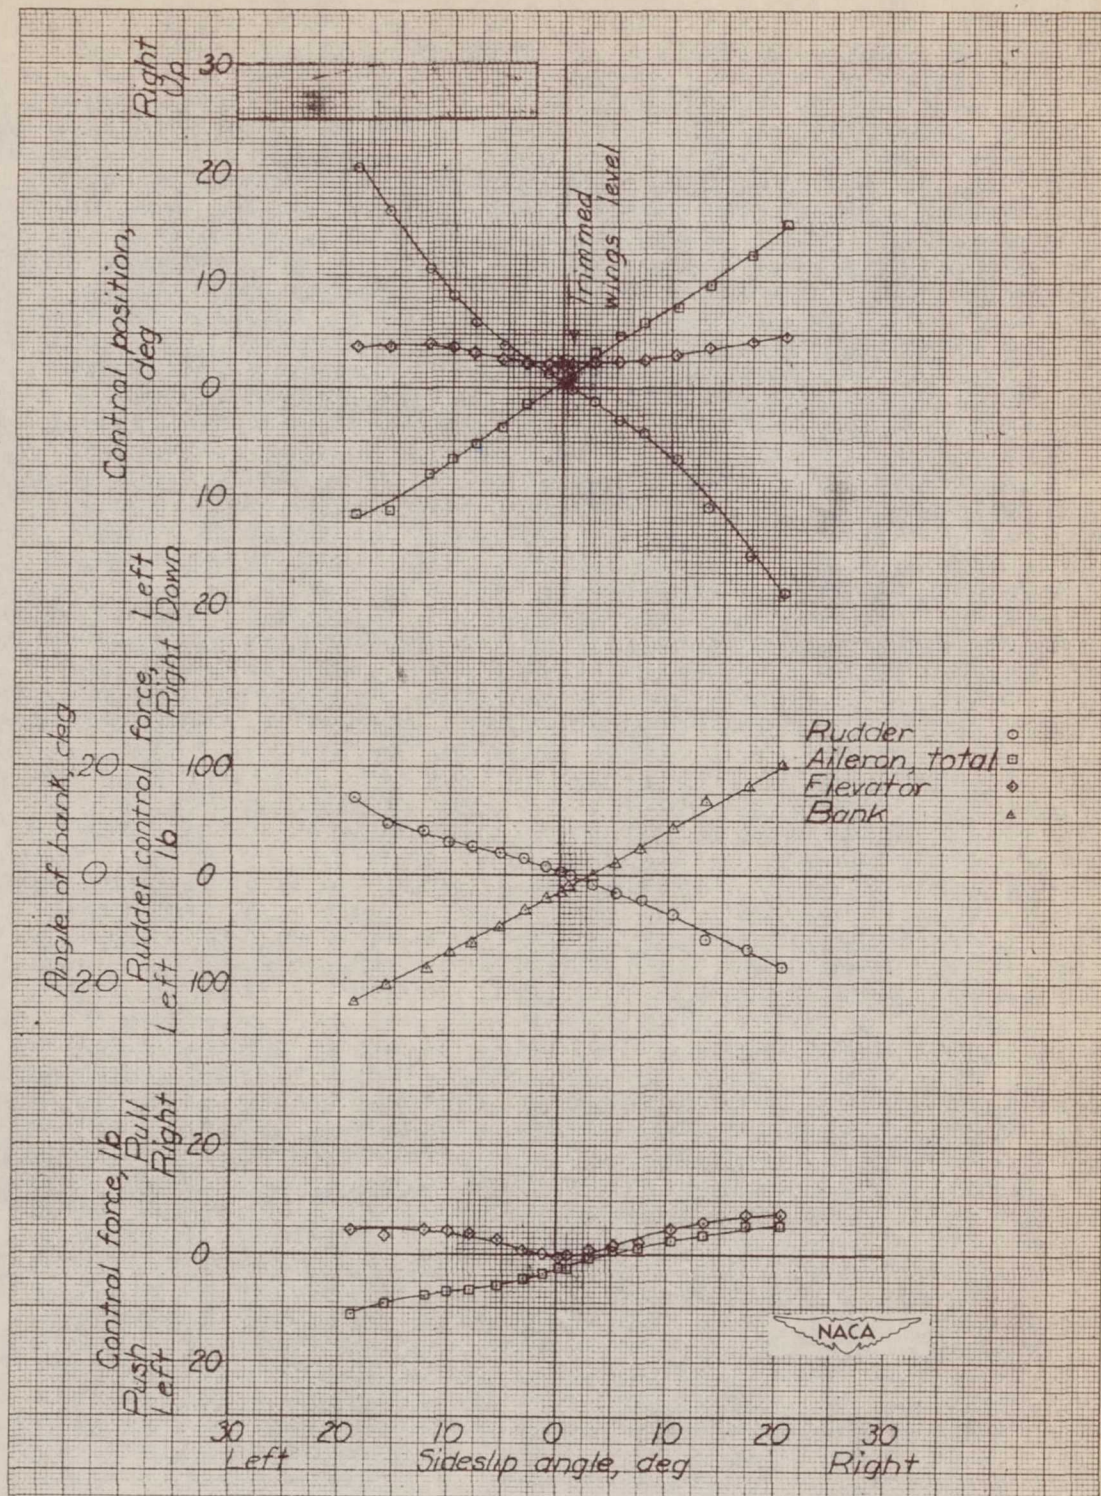 Right
Up
30
20
10
0
10
20
Control position,
deg
Left
Down
Trimmed
wings level
Rudder
Aileron, total
Elevator
Bank
Angle of bank, deg
20
0
20
Rudder control force,
lb
Right
Left
100
0
100
Control force, lb
Pull
Right
Push
Left
20
0
20
NACA
30 20 10 0 10 20 30
Left Sideslip angle, deg Right